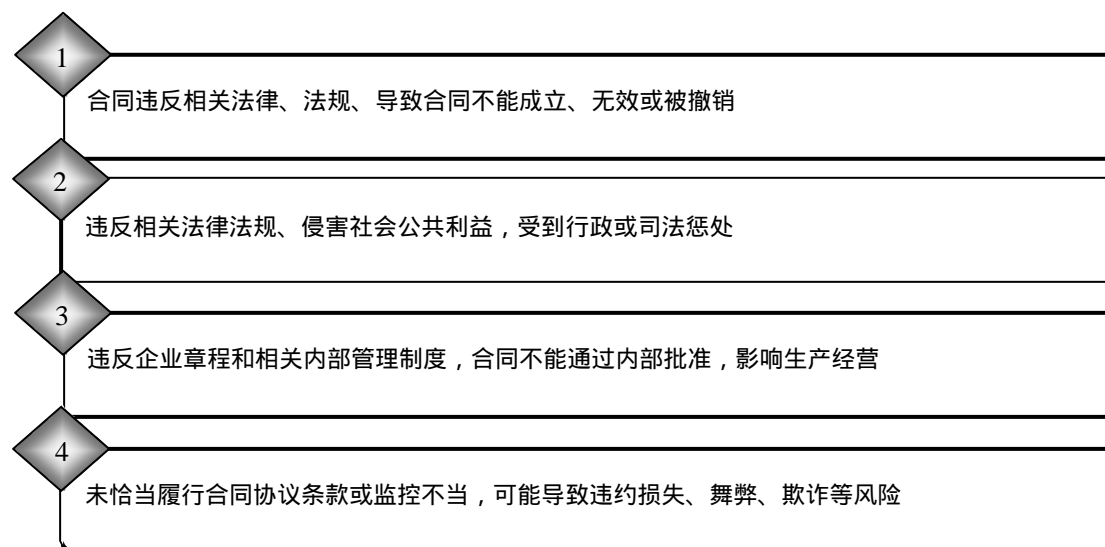 1
合同违反相关法律、法规、导致合同不能成立、无效或被撤销
2
违反相关法律法规、侵害社会公共利益，受到行政或司法惩处
3
违反企业章程和相关内部管理制度，合同不能通过内部批准，影响生产经营
4
未恰当履行合同协议条款或监控不当，可能导致违约损失、舞弊、欺诈等风险